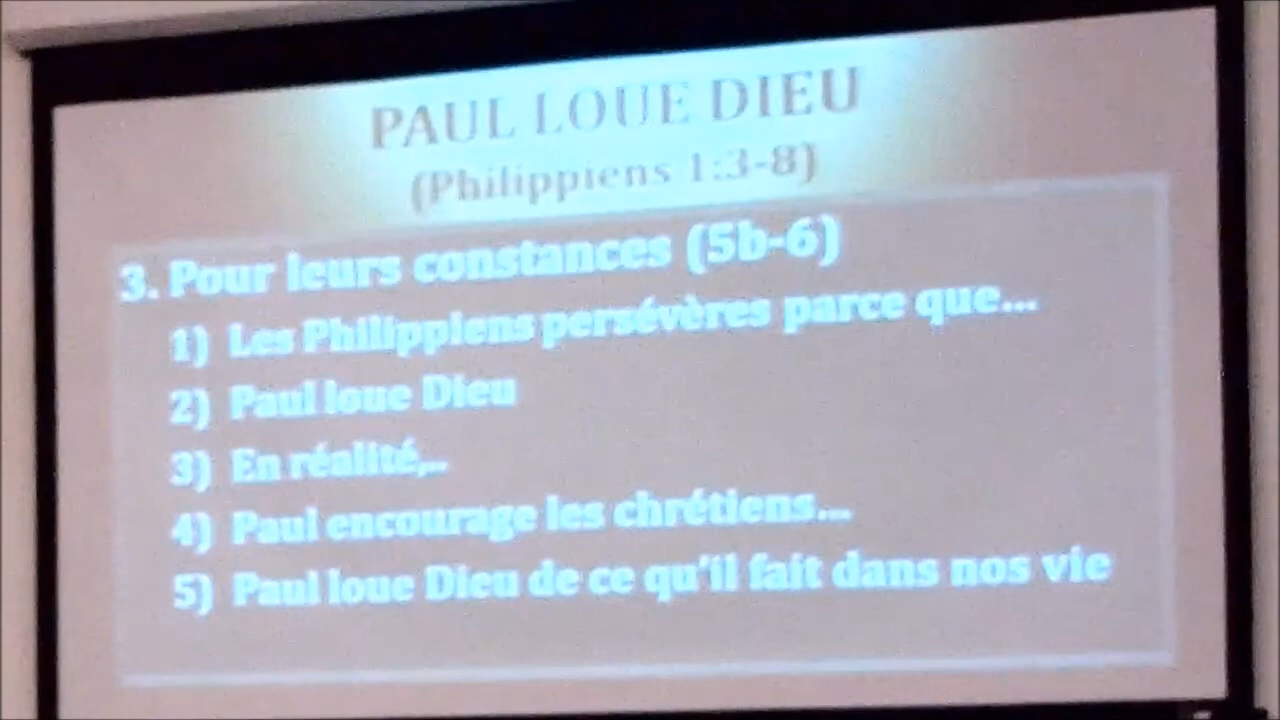 PAUL LOUE DIEU
(Philippiens 1:3-8)
3. Pour leurs constances (5b-6)
1) Les Philippiens persévères parce que...
2) Paul loue Dieu
3) En réalité,..
4) Paul encourage les chrétiens...
5) Paul loue Dieu de ce qu'il fait dans nos vie